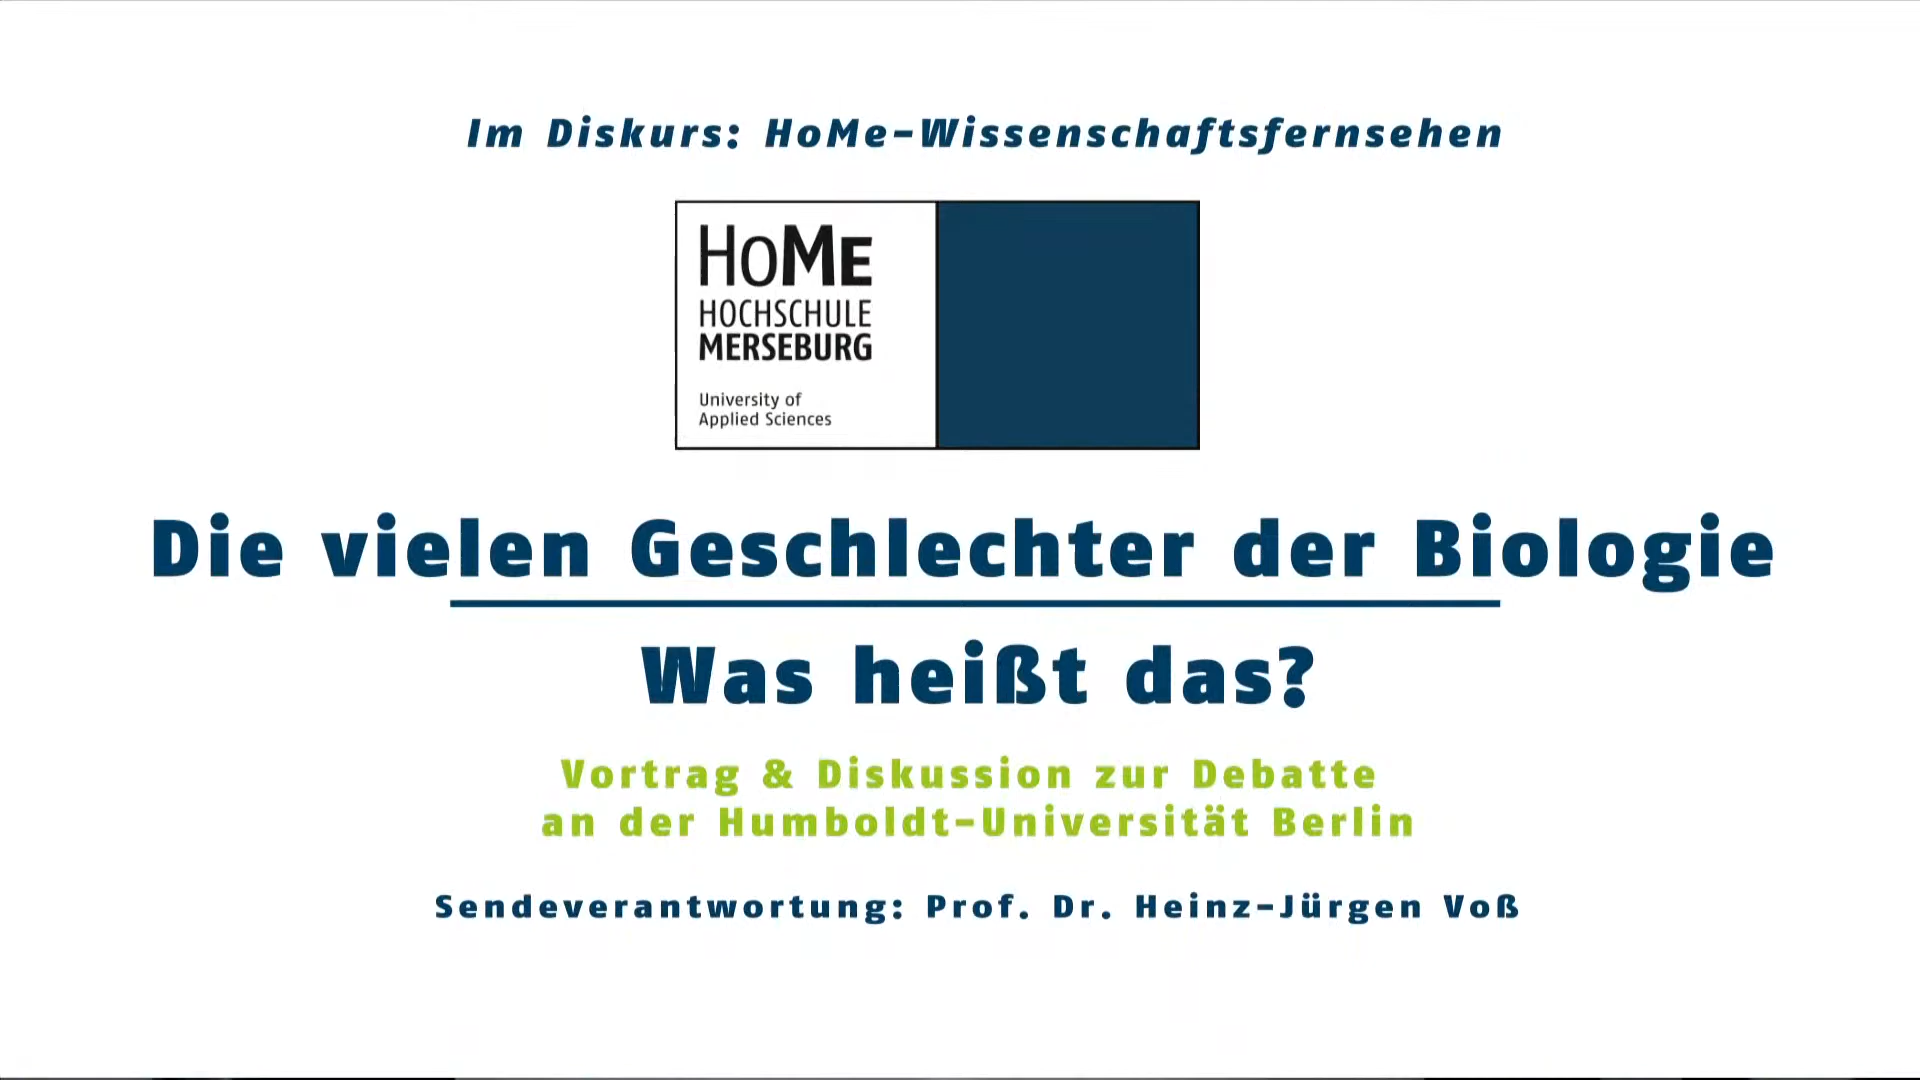 Im Diskurs: HoMe-Wissenschaftsfernsehen
HoMe
HOCHSCHULE
MERSEBURG
University of
Applied Sciences
Die vielen Geschlechter der Biologie
Was heißt das?
Vortrag & Diskussion zur Debatte
an der Humboldt-Universität Berlin
Sendeverantwortung: Prof. Dr. Heinz-Jürgen Voß